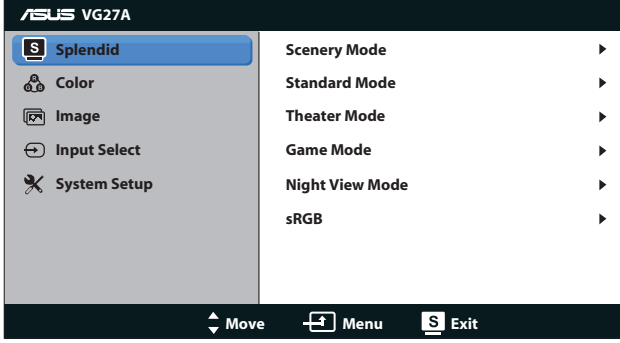 ASUS VG27A
S Splendid
Color
Image
Input Select
System Setup
Scenery Mode
Standard Mode
Theater Mode
Game Mode
Night View Mode
sRGB
Move Menu S Exit